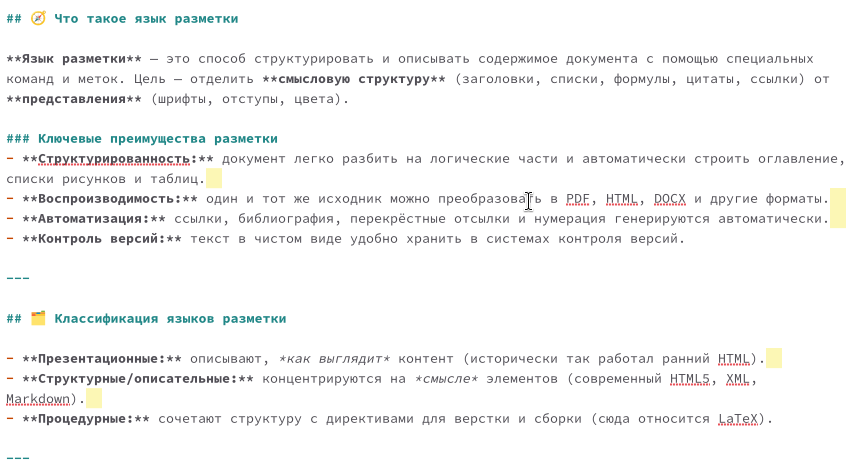 ## 🧭 Что такое язык разметки
**Язык разметки** — это способ структурировать и описывать содержимое документа с помощью специальных
команд и меток. Цель — отделить **смысловую структуру** (заголовки, списки, формулы, цитаты, ссылки) от
**представления** (шрифты, отступы, цвета).
### Ключевые преимущества разметки
- **Структурированность:** документ легко разбить на логические части и автоматически строить оглавление,
списки рисунков и таблиц.
- **Воспроизводимость:** один и тот же исходник можно преобразовать в PDF, HTML, DOCX и другие форматы.
- **Автоматизация:** ссылки, библиография, перекрёстные отсылки и нумерация генерируются автоматически.
- **Контроль версий:** текст в чистом виде удобно хранить в системах контроля версий.
---
## 🗂️ Классификация языков разметки
- **Презентационные:** описывают, *как выглядит* контент (исторически так работал ранний HTML).
- **Структурные/описательные:** концентрируются на *смысле* элементов (современный HTML5, XML,
Markdown).
- **Процедурные:** сочетают структуру с директивами для верстки и сборки (сюда относится LaTeX).
---